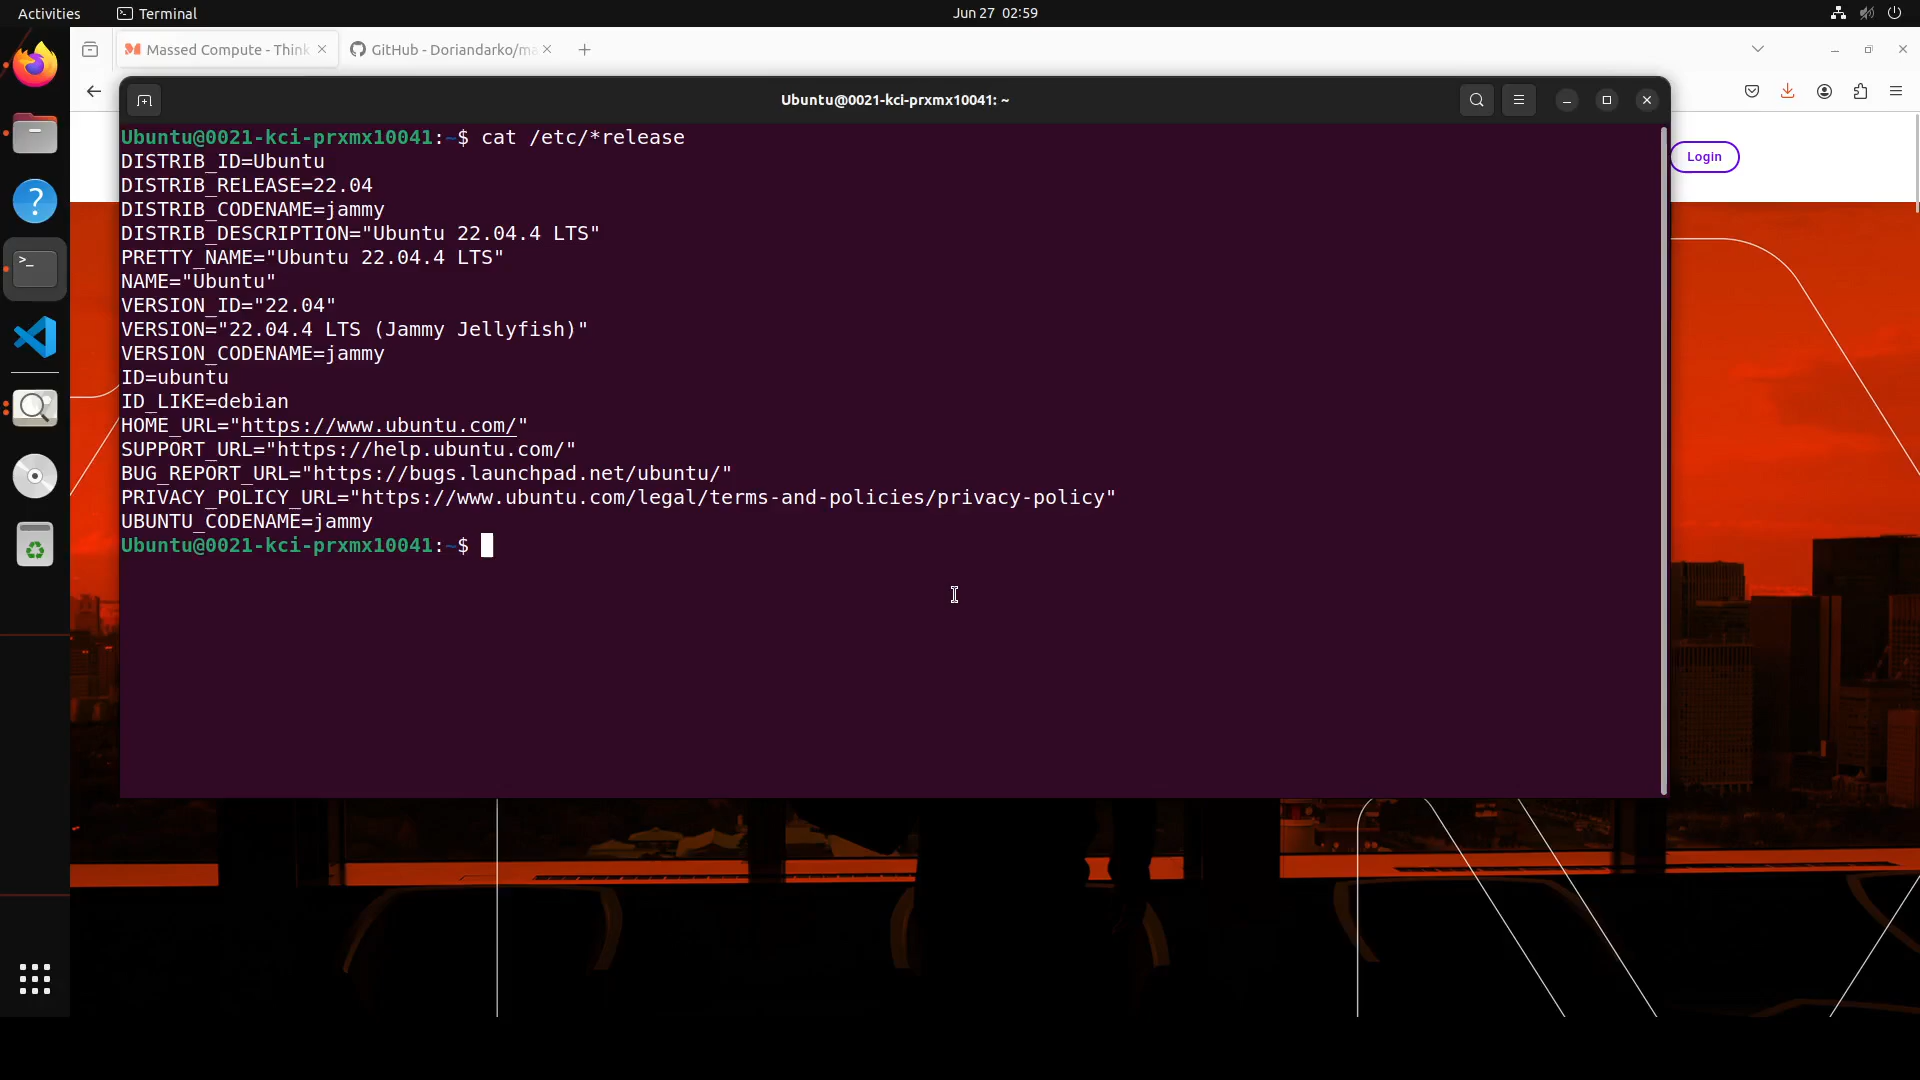 Activities
Terminal
Jun 27 02:59
Massed Compute - Think
GitHub - Doriandarko/ma
Ubuntu@0021-kci-prxmx10041: ~
Login
Ubuntu@0021-kci-prxmx10041:~$ cat /etc/*release
DISTRIB_ID=Ubuntu
DISTRIB_RELEASE=22.04
DISTRIB_CODENAME=jammy
DISTRIB_DESCRIPTION="Ubuntu 22.04.4 LTS"
PRETTY_NAME="Ubuntu 22.04.4 LTS"
NAME="Ubuntu"
VERSION_ID="22.04"
VERSION="22.04.4 LTS (Jammy Jellyfish)"
VERSION_CODENAME=jammy
ID=ubuntu
ID_LIKE=debian
HOME_URL="https://www.ubuntu.com/"
SUPPORT_URL="https://help.ubuntu.com/"
BUG_REPORT_URL="https://bugs.launchpad.net/ubuntu/"
PRIVACY_POLICY_URL="https://www.ubuntu.com/legal/terms-and-policies/privacy-policy"
UBUNTU_CODENAME=jammy
Ubuntu@0021-kci-prxmx10041:~$